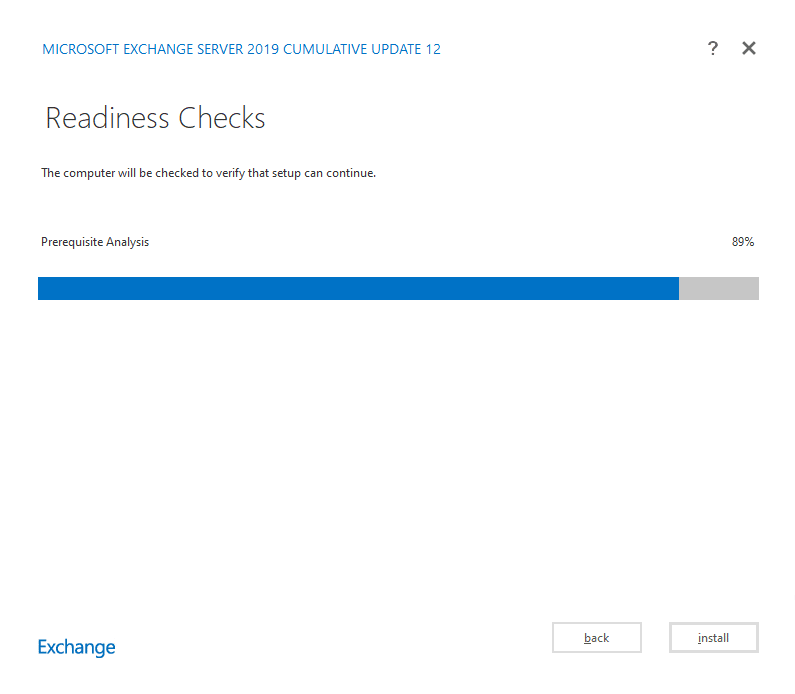 MICROSOFT EXCHANGE SERVER 2019 CUMULATIVE UPDATE 12
?
Readiness Checks
The computer will be checked to verify that setup can continue.
Prerequisite Analysis 89%
Exchange
back
install